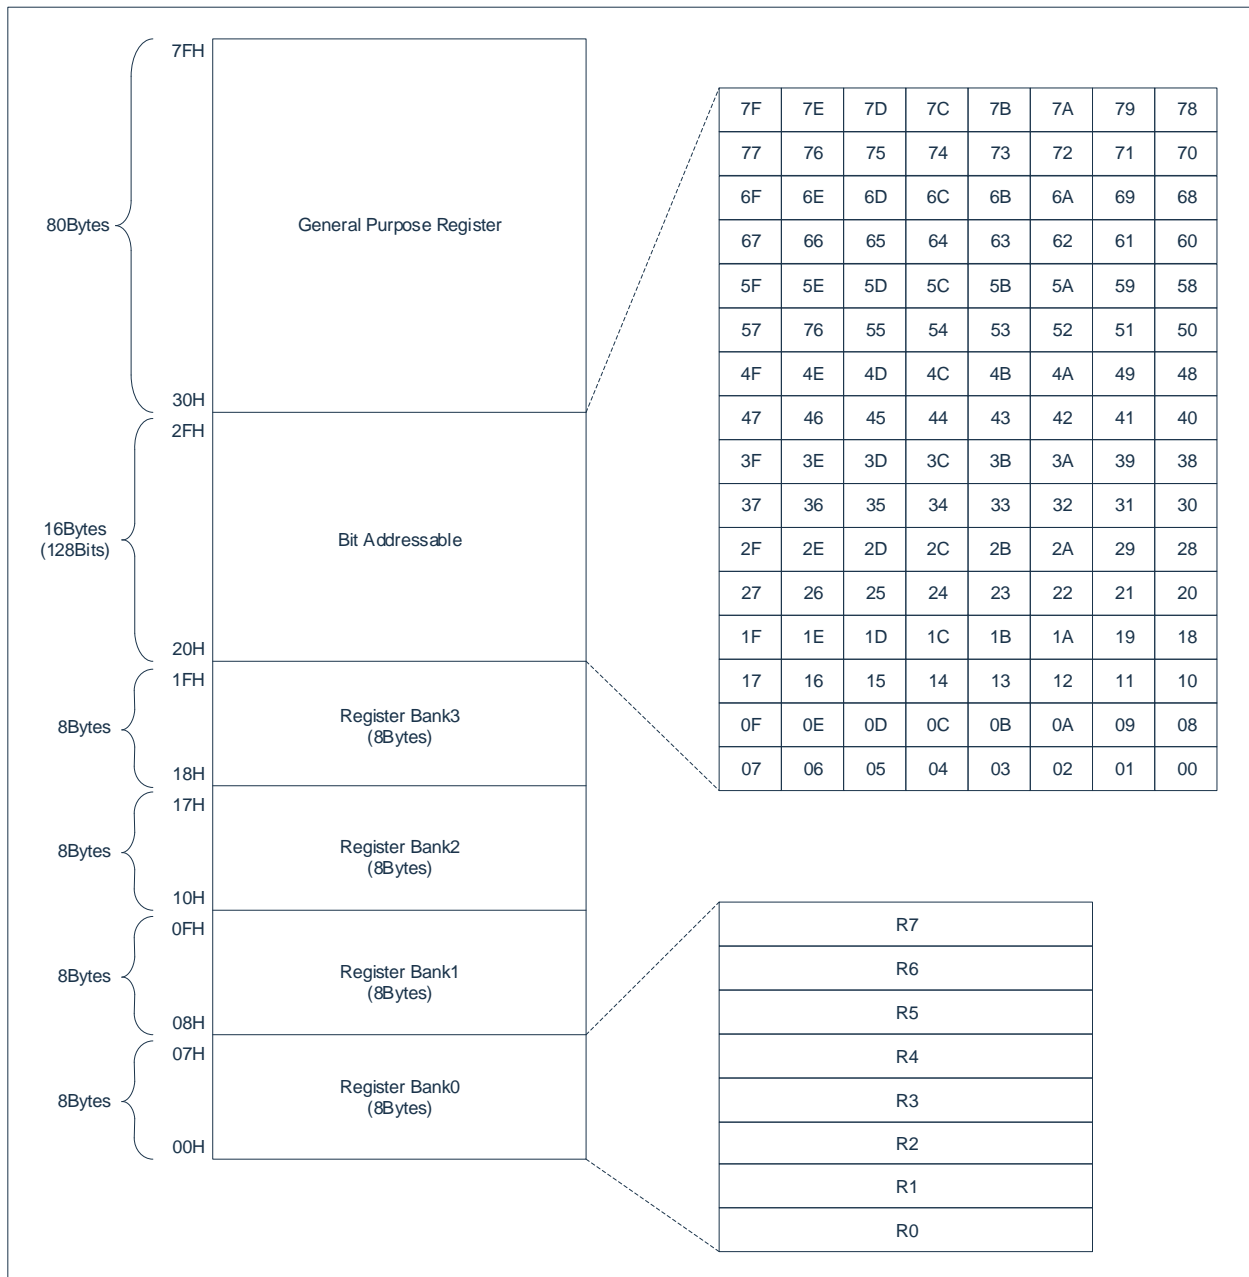 7FH
80Bytes
General Purpose Register
30H
2FH
16Bytes
(128Bits)
Bit Addressable
20H
1FH
8Bytes
Register Bank3
(8Bytes)
18H
17H
8Bytes
Register Bank2
(8Bytes)
10H
0FH
8Bytes
Register Bank1
(8Bytes)
08H
07H
8Bytes
Register Bank0
(8Bytes)
00H
7F 7E 7D 7C 7B 7A 79 78
77 76 75 74 73 72 71 70
6F 6E 6D 6C 6B 6A 69 68
67 66 65 64 63 62 61 60
5F 5E 5D 5C 5B 5A 59 58
57 76 55 54 53 52 51 50
4F 4E 4D 4C 4B 4A 49 48
47 46 45 44 43 42 41 40
3F 3E 3D 3C 3B 3A 39 38
37 36 35 34 33 32 31 30
2F 2E 2D 2C 2B 2A 29 28
27 26 25 24 23 22 21 20
1F 1E 1D 1C 1B 1A 19 18
17 16 15 14 13 12 11 10
0F 0E 0D 0C 0B 0A 09 08
07 06 05 04 03 02 01 00
R7
R6
R5
R4
R3
R2
R1
R0